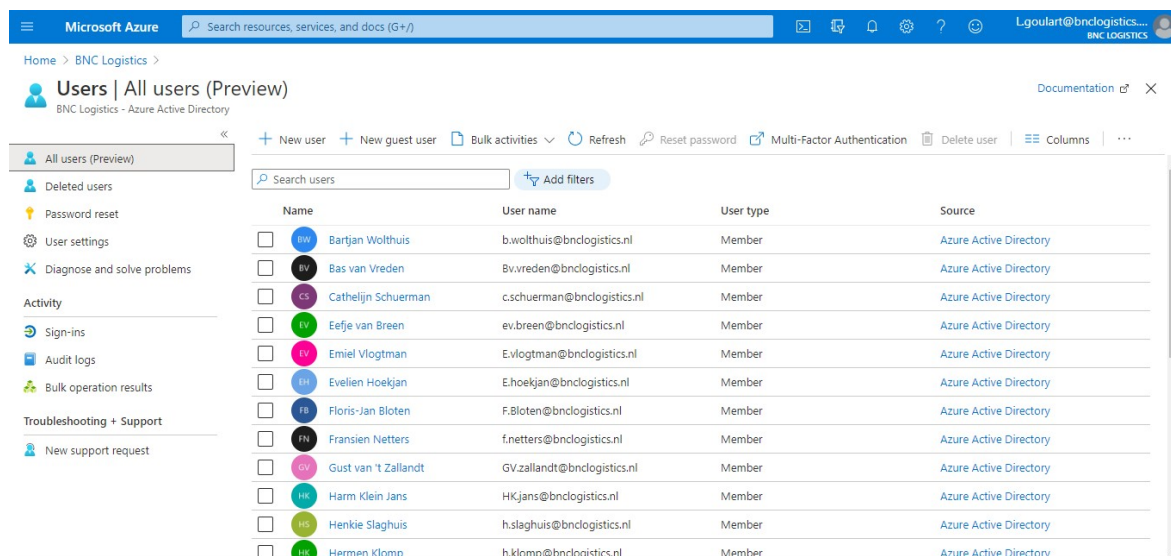 Microsoft Azure
Search resources, services, and docs (G+/)
L.goulart@bnclogistics....
BNC LOGISTICS
Home > BNC Logistics >
Users | All users (Preview)
BNC Logistics - Azure Active Directory
Documentation
New user New guest user Bulk activities Refresh Reset password Multi-Factor Authentication Delete user Columns ...
All users (Preview)
Deleted users
Password reset
User settings
Diagnose and solve problems
Activity
Sign-ins
Audit logs
Bulk operation results
Troubleshooting + Support
New support request
Search users
Add filters
Name User name User type Source
BW Bartjan Wolthuis b.wolthuis@bnclogistics.nl Member Azure Active Directory
BV Bas van Vreden Bv.vreden@bnclogistics.nl Member Azure Active Directory
CS Cathelijn Schuerman c.schuerman@bnclogistics.nl Member Azure Active Directory
EV Eefje van Breen ev.breen@bnclogistics.nl Member Azure Active Directory
EV Emiel Vlogtman E.vlogtman@bnclogistics.nl Member Azure Active Directory
EH Evelien Hoekjan E.hoekjan@bnclogistics.nl Member Azure Active Directory
FB Floris-Jan Bloten F.Bloten@bnclogistics.nl Member Azure Active Directory
FN Fransien Netters f.netters@bnclogistics.nl Member Azure Active Directory
GV Gust van 't Zallandt GV.zallandt@bnclogistics.nl Member Azure Active Directory
HK Harm Klein Jans HK.jans@bnclogistics.nl Member Azure Active Directory
HS Henkie Slaghuis h.slaghuis@bnclogistics.nl Member Azure Active Directory
HK Hermen Klomp h.klomp@bnclogistics.nl Member Azure Active Directory